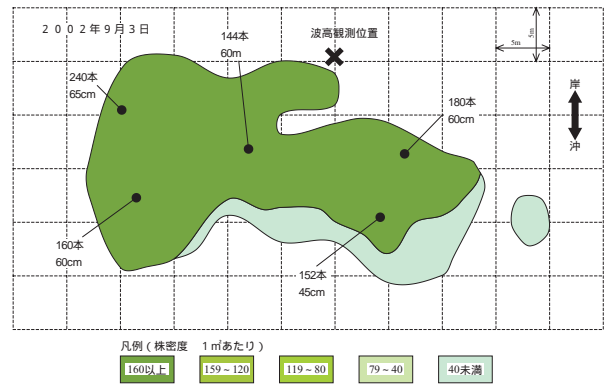 ２００２年９月３日
144本
60m
波高観測位置
5m
5m
240本
65cm
180本
60cm
岸
沖
160本
60cm
152本
45cm
凡例（株密度　１㎡あたり）
160以上
159～120
119～80
79～40
40未満